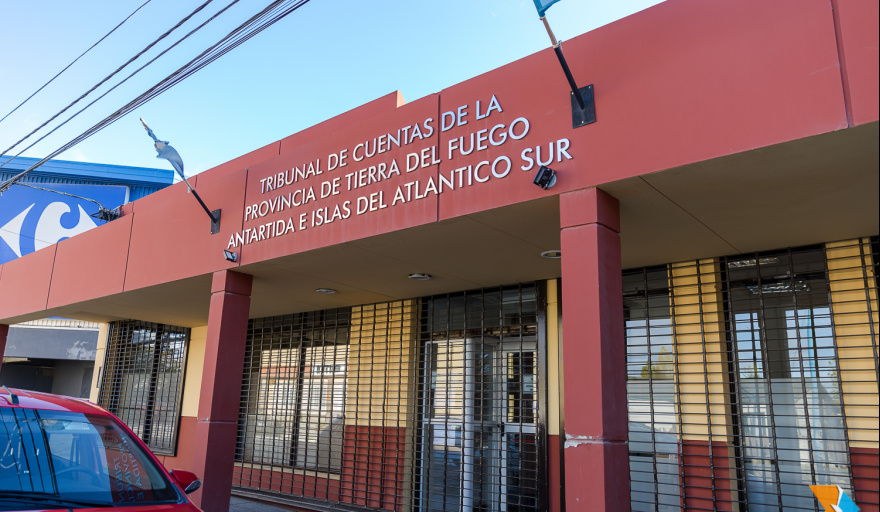 TRIBUNAL DE CUENTAS DE LA
PROVINCIA DE TIERRA DEL FUEGO
ANTARTIDA E ISLAS DEL ATLANTICO SUR